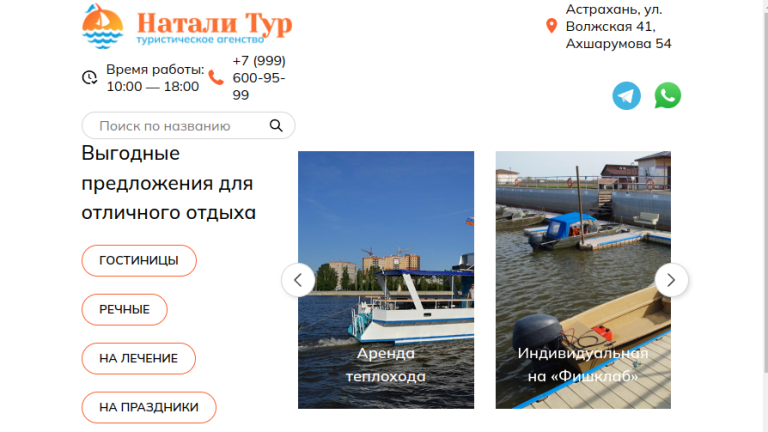 Натали Тур
туристическое агенство
Астрахань, ул.
Волжская 41,
Ахшарумова 54
Время работы:
10:00 — 18:00
+7 (999)
600-95-
99
Поиск по названию
Выгодные
предложения для
отличного отдыха
ГОСТИНИЦЫ
РЕЧНЫЕ
НА ЛЕЧЕНИЕ
НА ПРАЗДНИКИ
Аренда
теплохода
Индивидуальная
на «Фишклаб»